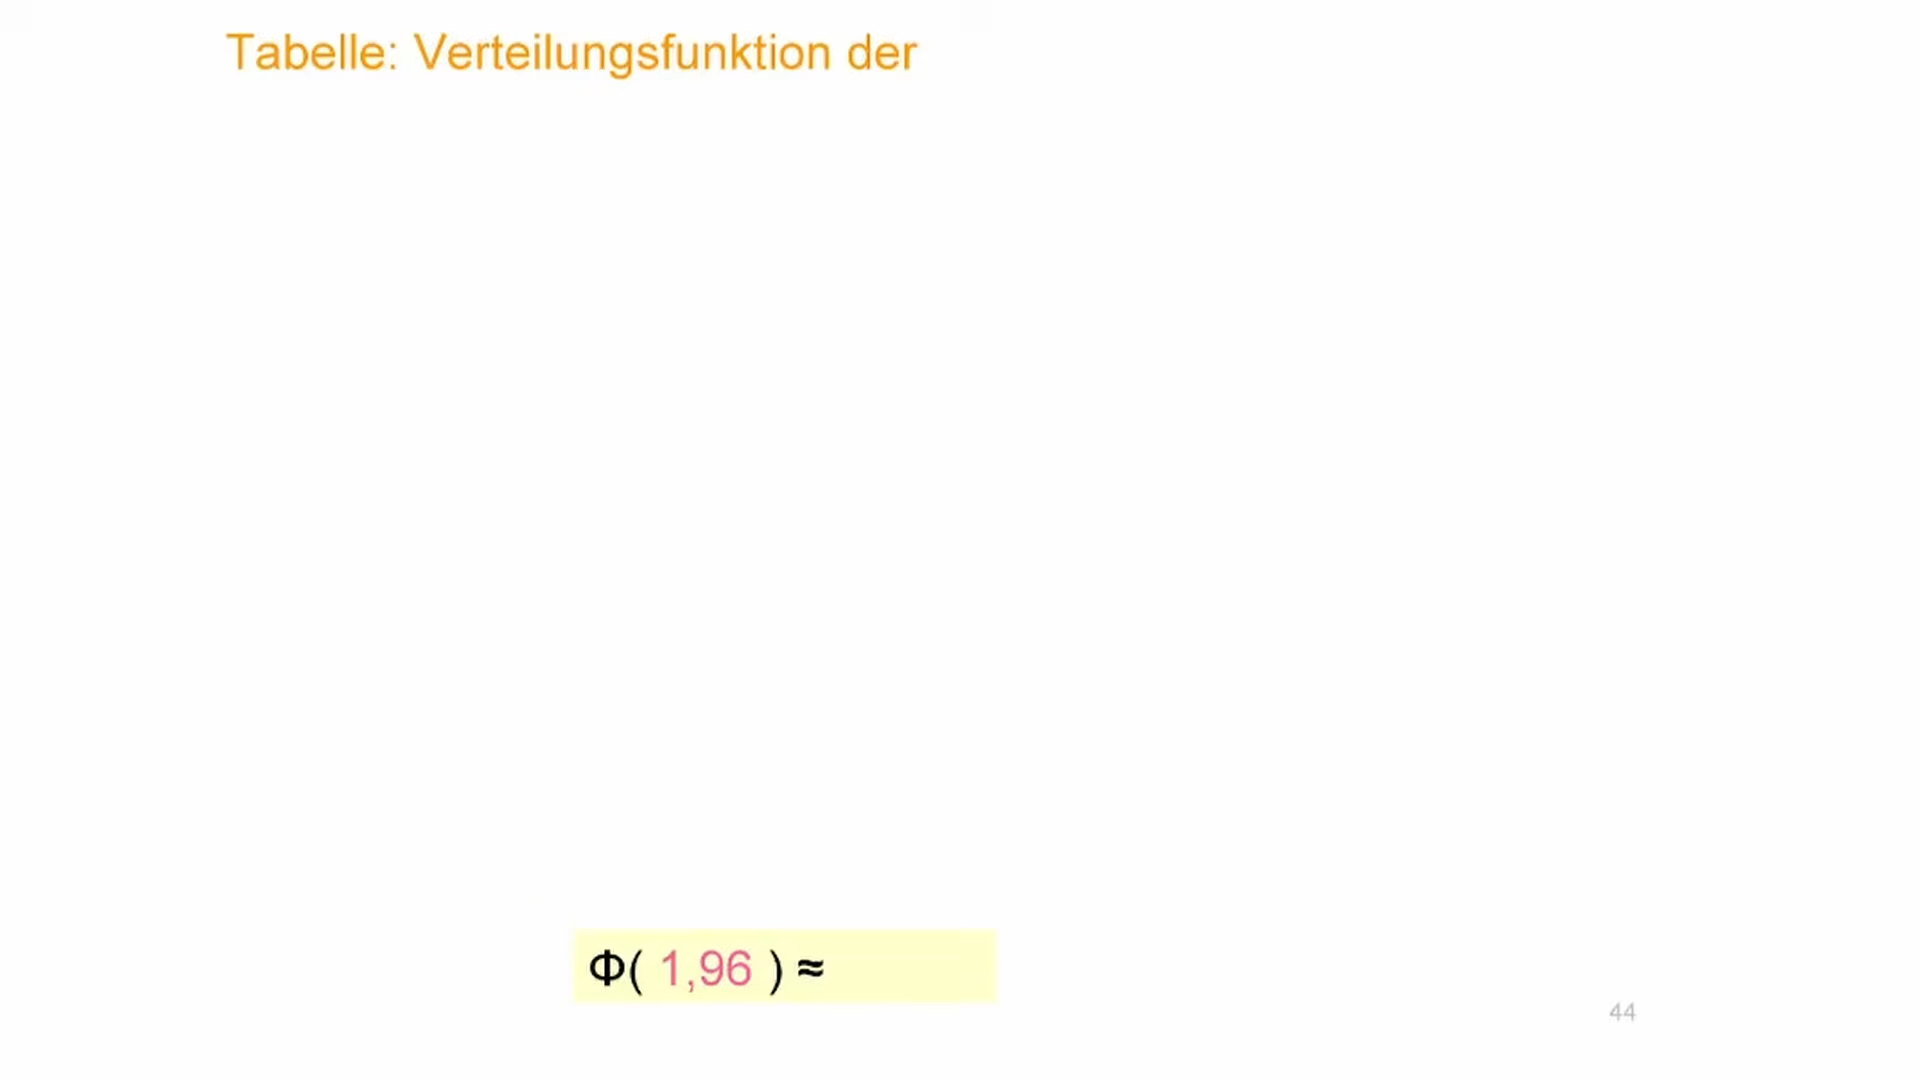 Tabelle: Verteilungsfunktion der
Φ( 1,96 ) ≈
44